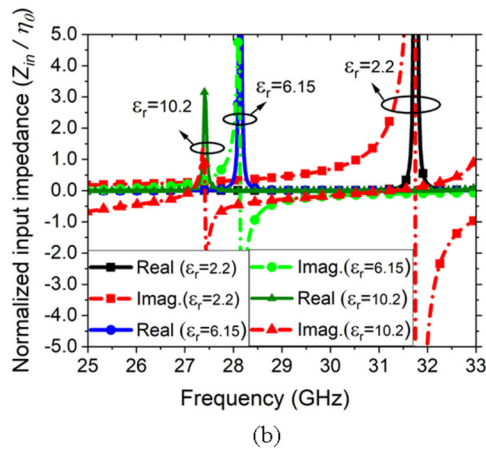 Normalized input impedance (Zin / η0)
5.0
4.0
3.0
2.0
1.0
0.0
-1.0
-2.0
-3.0
-4.0
-5.0
εr=10.2
εr=6.15
εr=2.2
Real (εr=2.2)
Imag.(εr=2.2)
Real (εr=6.15)
Imag.(εr=6.15)
Real (εr=10.2)
Imag.(εr=10.2)
25 26 27 28 29 30 31 32 33
Frequency (GHz)
(b)